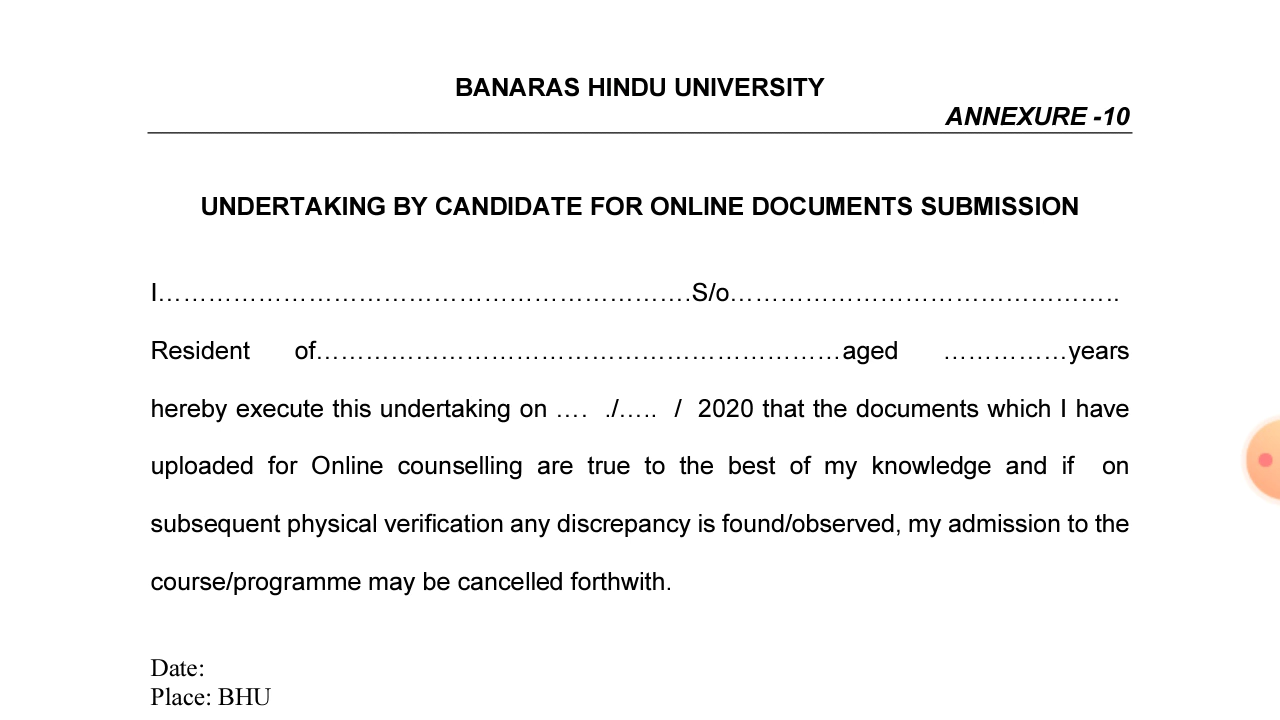 BANARAS HINDU UNIVERSITY
ANNEXURE -10
UNDERTAKING BY CANDIDATE FOR ONLINE DOCUMENTS SUBMISSION
I……………………………………………………….S/o………………………………………..
Resident of………………………………………………………aged ……………years
hereby execute this undertaking on …. ./….. / 2020 that the documents which I have
uploaded for Online counselling are true to the best of my knowledge and if on
subsequent physical verification any discrepancy is found/observed, my admission to the
course/programme may be cancelled forthwith.
Date:
Place: BHU